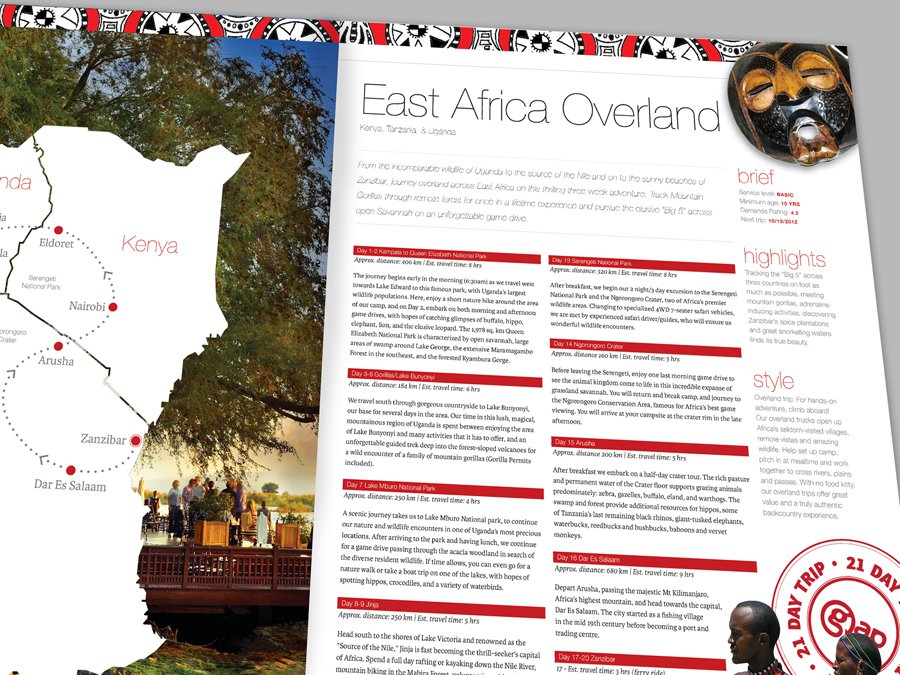 nda
ia
la
Eldoret
Kenya
Serengeti
National Park
Nairobi
orongoro
Crater
Arusha
Zanzibar
Dar Es Salaam
East Africa Overland
Kenya, Tanzania, & Uganda
From the incomparable wildlife of Uganda to the source of the Nile and on to the sunny beaches of
Zanzibar, journey overland across East Africa on this thrilling three week adventure. Track Mountain
Gorillas through remote forest for once in a lifetime experience and pursue the elusive "Big 5" across
open Savannah on an unforgettable game drive.
Day 1-2 Kampala to Queen Elizabeth National Park
Approx. distance: 406 km | Est. travel time: 8 hrs
The journey begins early in the morning (6:30am) as we travel west
towards Lake Edward to this famous park, with Uganda's largest
wildlife populations. Here, enjoy a short nature hike around the area
of our camp, and on Day 2, embark on both morning and afternoon
game drives, with hopes of catching glimpses of buffalo, hippo,
elephant, lion, and the elusive leopard. The 1,978 sq. km Queen
Elizabeth National Park is characterized by open savannah, large
areas of swamp around Lake George, the extensive Maramagambo
Forest in the southeast, and the forested Kyambura Gorge.
Day 3-6 Gorillas/Lake Bunyonyi
Approx. distance: 184 km | Est. travel time: 6 hrs
We travel south through gorgeous countryside to Lake Bunyonyi,
our base for several days in the area. Our time in this lush, magical,
mountainous region of Uganda is spent between enjoying the area
of Lake Bunyonyi and many activities that it has to offer, and an
unforgettable guided trek deep into the forest-sloped volcanoes for
a wild encounter of a family of mountain gorillas (Gorilla Permits
included).
Day 7 Lake Mburo National Park
Approx. distance: 250 km | Est. travel time: 4 hrs
A scenic journey takes us to Lake Mburo National park, to continue
our nature and wildlife encounters in one of Uganda's most precious
locations. After arriving to the park and having lunch, we continue
for a game drive passing through the acacia woodland in search of
the diverse resident wildlife. If time allows, you can even go for a
nature walk or take a boat trip on one of the lakes, with hopes of
spotting hippos, crocodiles, and a variety of waterbirds.
Day 8-9 Jinja
Approx. distance: 250 km | Est. travel time: 5 hrs
Head south to the shores of Lake Victoria and renowned as the
"Source of the Nile," Jinja is fast becoming the thrill-seeker's capital
of Africa. Spend a full day rafting or kayaking down the Nile River,
mountain biking in the Mabira Forest,
Day 13 Serengeti National Park
Approx. distance: 320 km | Est. travel time: 8 hrs
After breakfast, we begin our 2 night/3 day excursion to the Serengeti
National Park and the Ngorongoro Crater, two of Africa's premier
wildlife areas. Changing to specialized 4WD 7-seater safari vehicles,
we are met by experienced safari driver/guides, who will ensure us
wonderful wildlife encounters.
Day 14 Ngorongoro Crater
Approx. distance 160 km | Est. travel time: 5 hrs
Before leaving the Serengeti, enjoy one last morning game drive to
see the animal kingdom come to life in this incredible expanse of
grassland savannah. You will return and break camp, and journey to
the Ngorongoro Conservation Area, famous for Africa's best game
viewing. You will arrive at your campsite at the crater rim in the late
afternoon.
Day 15 Arusha
Approx. distance 200 km | Est. travel time: 5 hrs
After breakfast we embark on a half-day crater tour. The rich pasture
and permanent water of the Crater floor supports grazing animals
predominately: zebra, gazelles, buffalo, eland, and warthogs. The
swamp and forest provide additional resources for hippos, some
of Tanzania's last remaining black rhinos, giant-tusked elephants,
waterbucks, reedbucks and bushbucks, baboons and vervet
monkeys.
Day 16 Dar Es Salaam
Approx. distance: 680 km | Est. travel time: 9 hrs
Depart Arusha, passing the majestic Mt Kilimanjaro,
Africa's highest mountain, and head towards the capital,
Dar Es Salaam. The city started as a fishing village
in the mid 19th century before becoming a port and
trading centre.
Day 17-20 Zanzibar
17 - Est. travel time: 3 hrs (ferry ride)
brief
Service level: BASIC
Minimum age: 15 YRS
Demands Rating: 4.2
Next trip: 10/12/2012
highlights
Tracking the "Big 5" across
three countries on foot as
much as possible, meeting
mountain gorillas, adrenaline-
inducing activities, discovering
Zanzibar's spice plantations
and great snorkelling waters
finds its true beauty.
style
Overland trip: For hands-on
adventure, climb aboard!
Our overland trucks open up
Africa's seldom-visited villages,
remote vistas and amazing
wildlife. Help set up camp,
pitch in at mealtime and work
together to cross rivers, plains
and passes. With no food kitty,
our overland trips offer great
value and a truly authentic
backcountry experience.
DAY TRIP • 21 DAY
gap